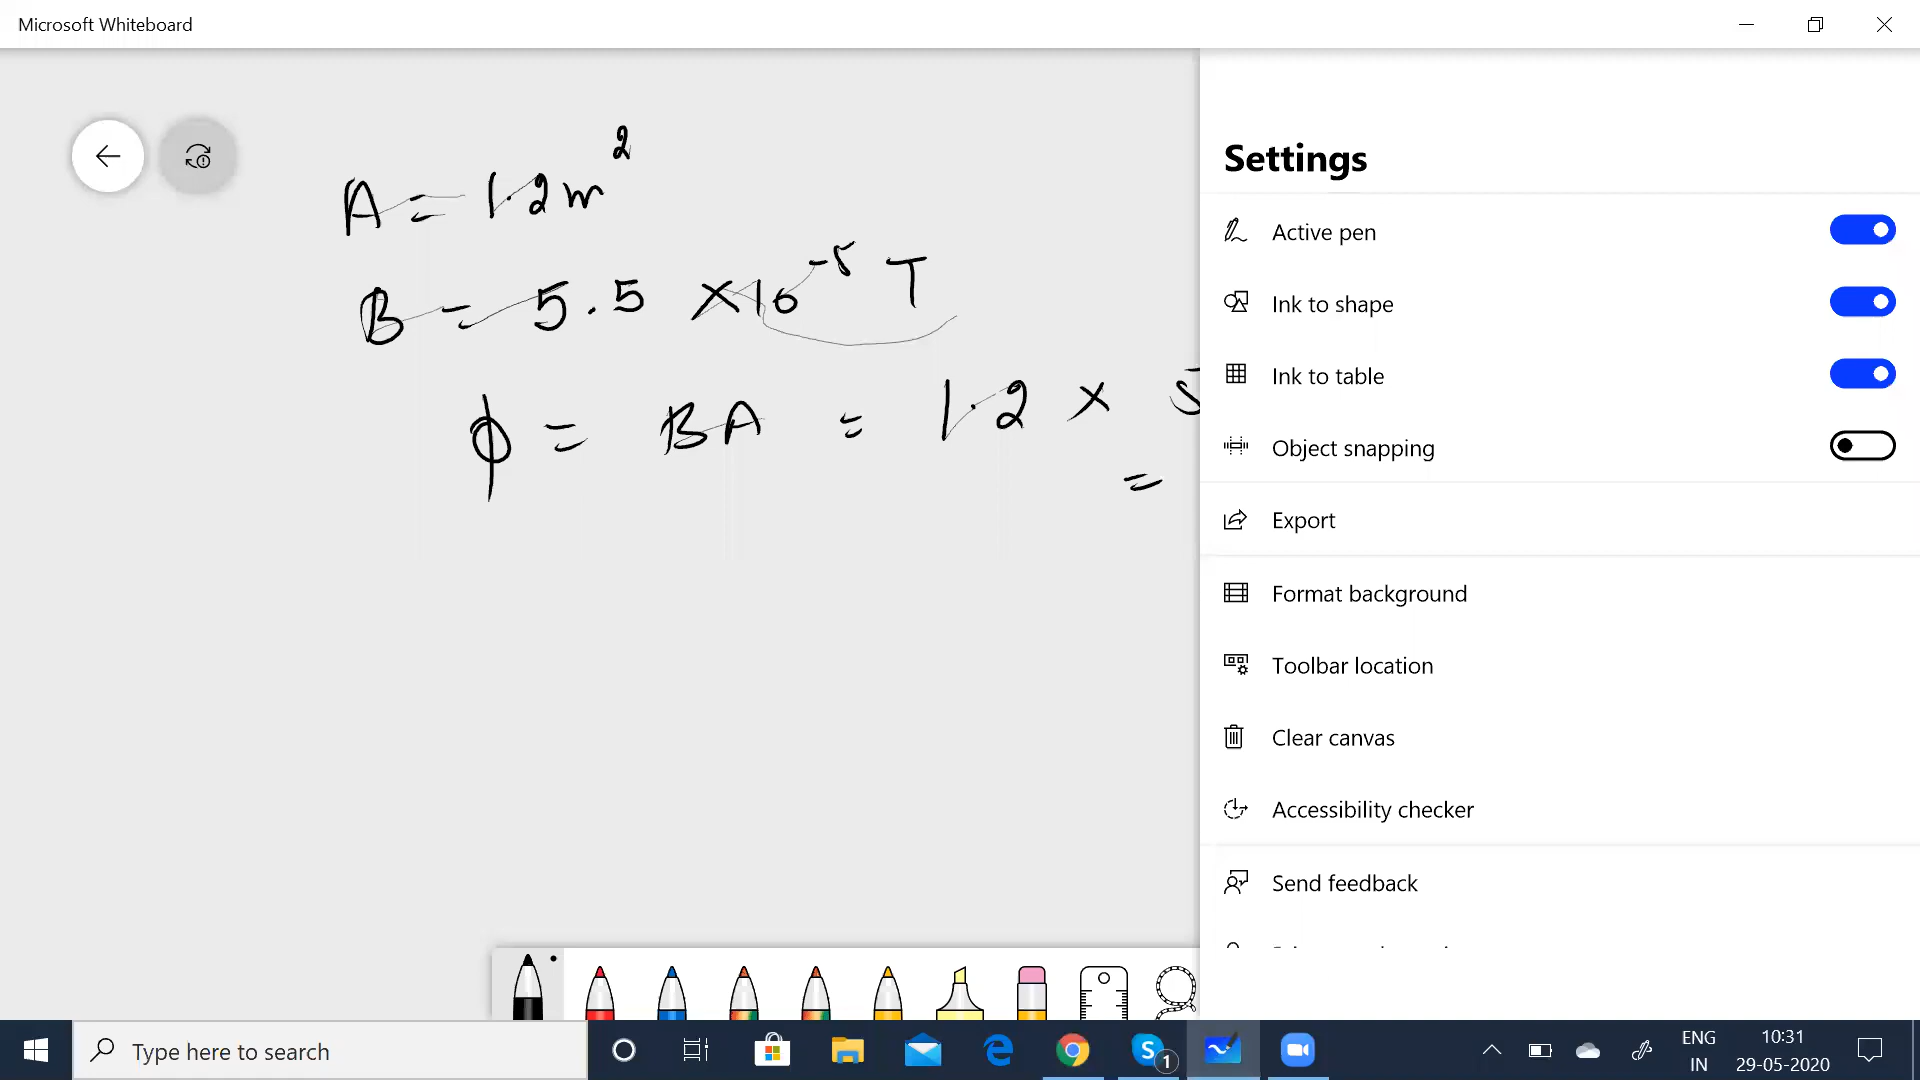 Microsoft Whiteboard
A = 1.2 m²
B = 5.5 × 10⁻⁵ T
ϕ = BA = 1.2 × 5
=
Settings
Active pen
Ink to shape
Ink to table
Object snapping
Export
Format background
Toolbar location
Clear canvas
Accessibility checker
Send feedback
Type here to search
S
1
ENG
IN
10:31
29-05-2020